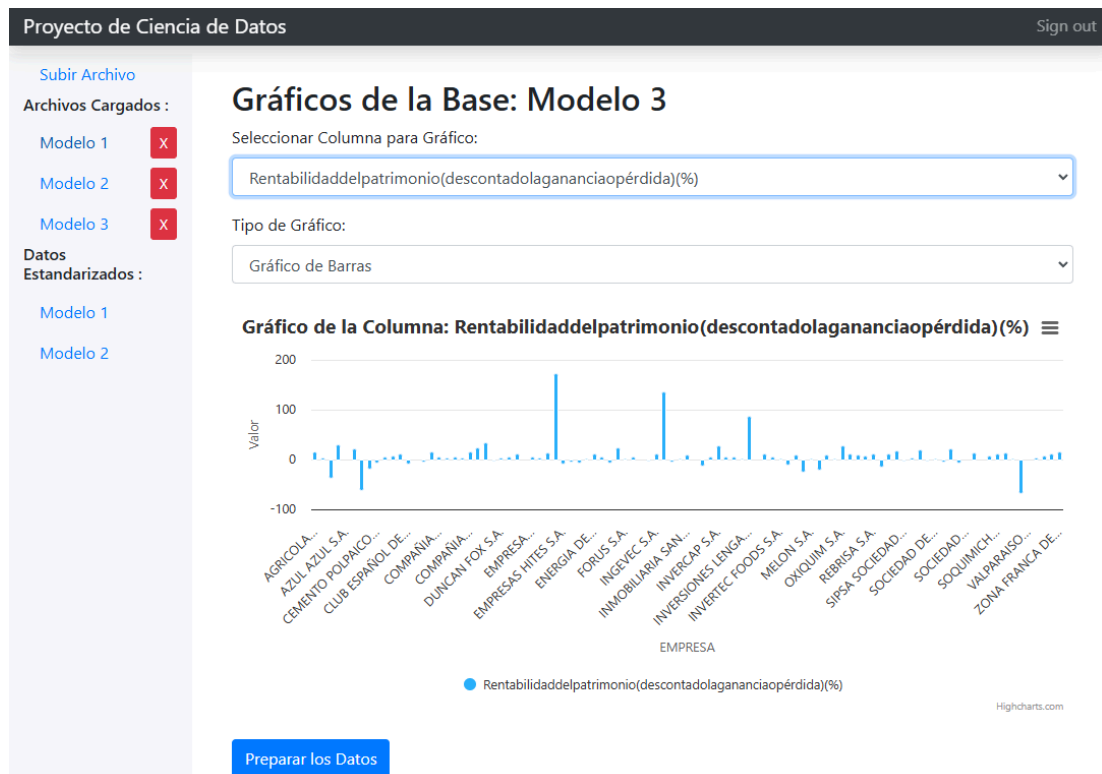 Proyecto de Ciencia de Datos
Sign out
Subir Archivo
Archivos Cargados :
Modelo 1
X
Modelo 2
X
Modelo 3
X
Datos
Estandarizados :
Modelo 1
Modelo 2
Gráficos de la Base: Modelo 3
Seleccionar Columna para Gráfico:
Rentabilidaddelpatrimonio(descontadolagananciaopérdida)(%)
Tipo de Gráfico:
Gráfico de Barras
Gráfico de la Columna: Rentabilidaddelpatrimonio(descontadolagananciaopérdida)(%)
200
100
0
-100
Valor
AGRICOLA...
AZUL AZUL S.A.
CEMENTO POLPAICO...
CLUB ESPAÑOL DE...
COMPAÑIA...
COMPAÑIA...
DUNCAN FOX S.A.
EMPRESA...
EMPRESAS HITES S.A.
ENERGIA DE...
FORUS S.A.
INGEVEC S.A.
INMOBILIARIA SAN...
INVERCAP S.A.
INVERSIONES LENGA...
INVERTEC FOODS S.A.
MELON S.A.
OXIQUIM S.A.
REBRISA S.A.
SIPSA SOCIEDAD...
SOCIEDAD DE...
SOCIEDAD...
SOQUIMICH...
VALPARAISO...
ZONA FRANCA DE...
EMPRESA
Rentabilidaddelpatrimonio(descontadolagananciaopérdida)(%)
Highcharts.com
Preparar los Datos